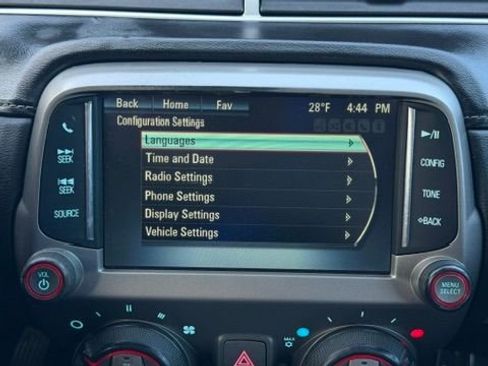 Back Home Fav 28°F 4:44 PM
Configuration Settings
Languages
Time and Date
Radio Settings
Phone Settings
Display Settings
Vehicle Settings
SEEK
SEEK
SOURCE
CONFIG
TONE
BACK
VOL
MENU
SELECT
MAX